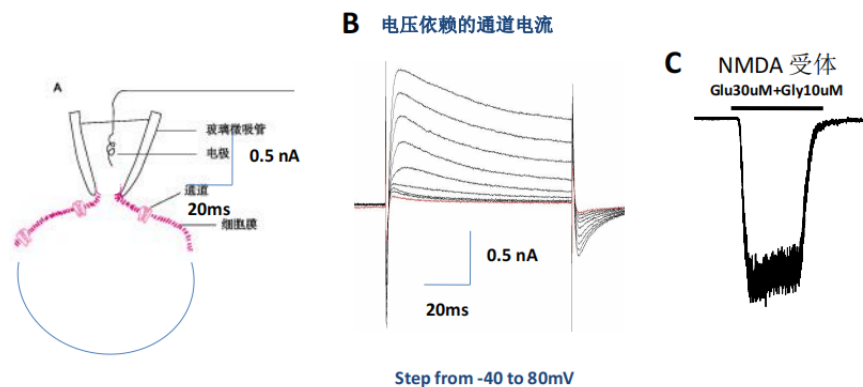 A
玻璃微吸管
电极
0.5 nA
通道
20ms
细胞膜
B 电压依赖的通道电流
0.5 nA
20ms
Step from -40 to 80mV
C
NMDA 受体
Glu30uM+Gly10uM